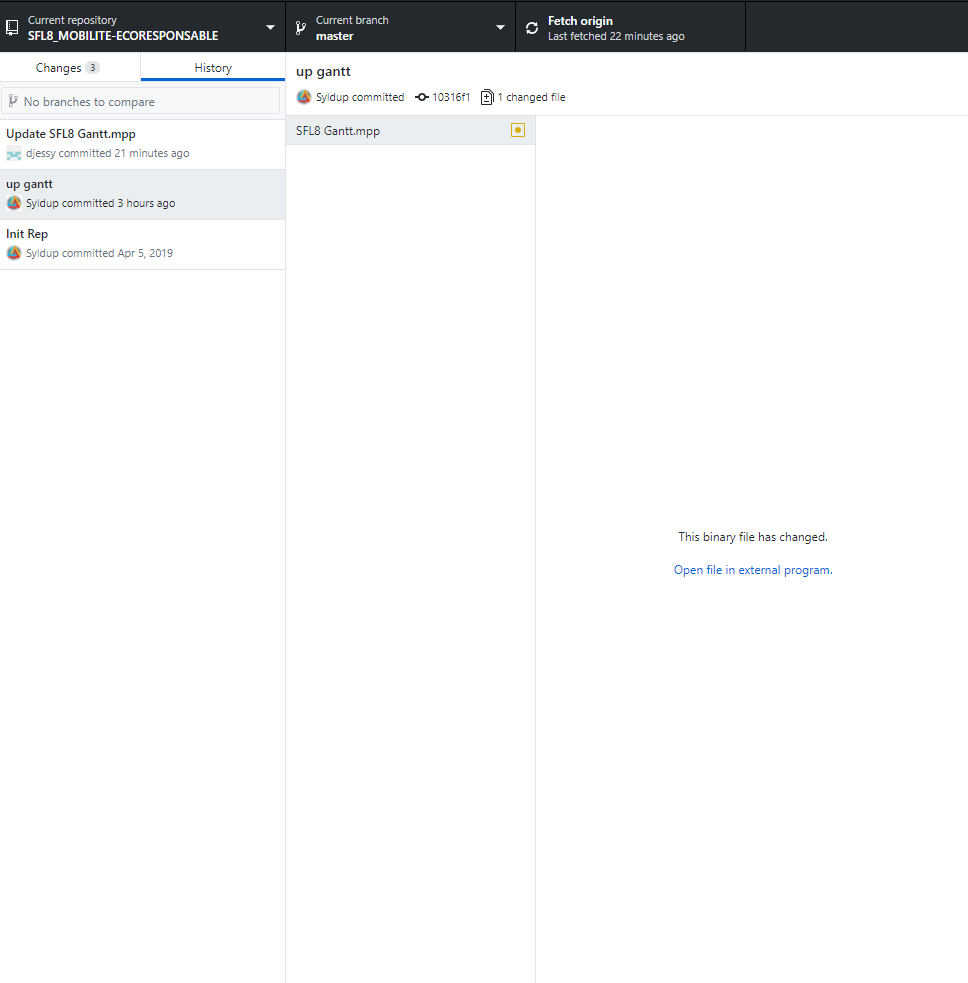 Current repository
SFL8_MOBILITE-ECORESPONSABLE
Current branch
master
Fetch origin
Last fetched 22 minutes ago
Changes 3
History
No branches to compare
Update SFL8 Gantt.mpp
djessy committed 21 minutes ago
up gantt
Syldup committed 3 hours ago
Init Rep
Syldup committed Apr 5, 2019
up gantt
Syldup committed 10316f1 1 changed file
SFL8 Gantt.mpp
This binary file has changed.
Open file in external program.